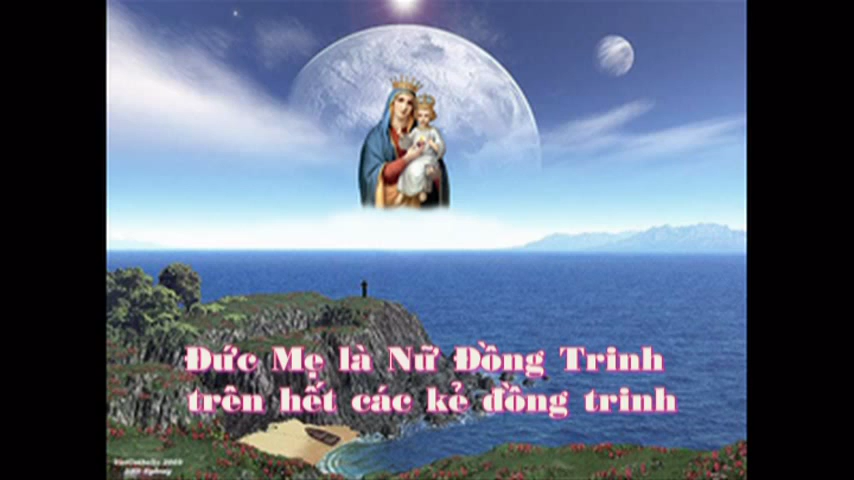 Đức Mẹ là Nữ Đồng Trinh
trên hết các kẻ đồng trinh